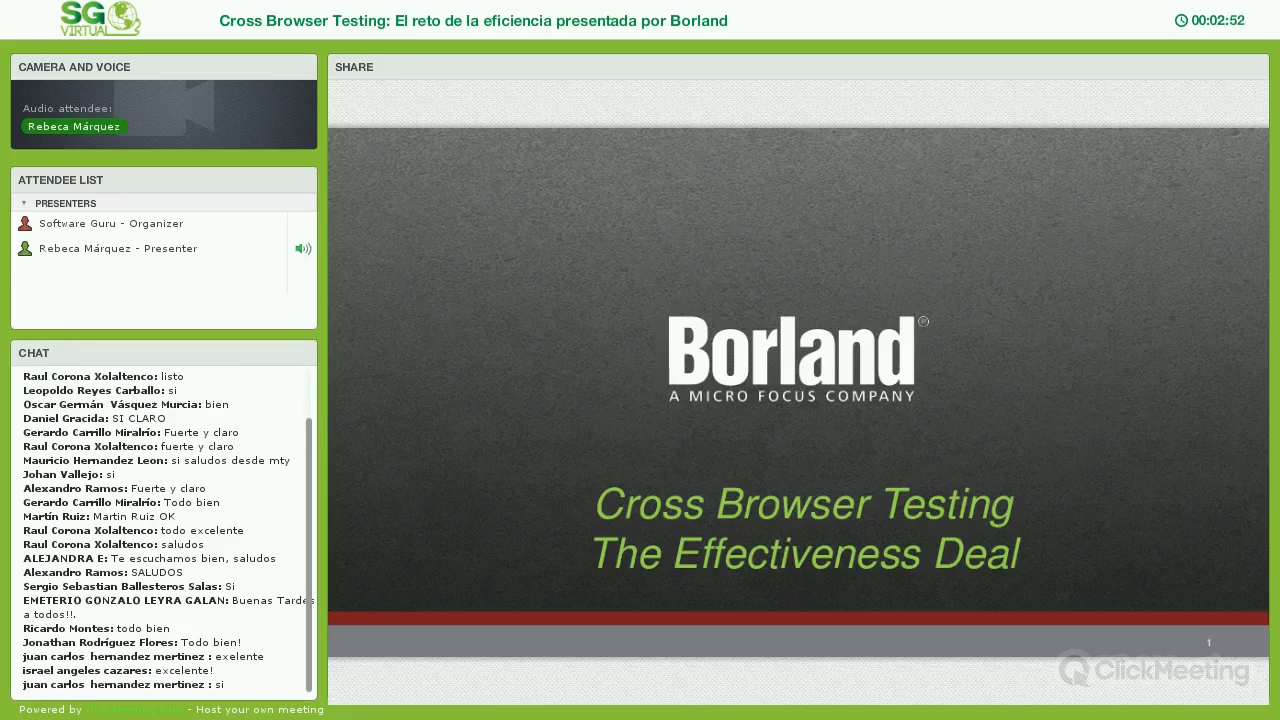 SG
VIRTUAL
Cross Browser Testing: El reto de la eficiencia presentada por Borland
00:02:52
CAMERA AND VOICE
Audio attendee:
Rebeca Márquez
ATTENDEE LIST
PRESENTERS
Software Guru - Organizer
Rebeca Márquez - Presenter
CHAT
Raul Corona Xolaltenco: listo
Leopoldo Reyes Carballo: si
Oscar Germán Vásquez Murcia: bien
Daniel Gracida: SI CLARO
Gerardo Carrillo Miralrío: Fuerte y claro
Raul Corona Xolaltenco: fuerte y claro
Mauricio Hernandez Leon: si saludos desde mty
Johan Vallejo: si
Alexandro Ramos: Fuerte y claro
Gerardo Carrillo Miralrío: Todo bien
Martín Ruiz: Martin Ruiz OK
Raul Corona Xolaltenco: todo excelente
Raul Corona Xolaltenco: saludos
ALEJANDRA E: Te escuchamos bien, saludos
Alexandro Ramos: SALUDOS
Sergio Sebastian Ballesteros Salas: Si
EMETERIO GONZALO LEYRA GALAN: Buenas Tardes
a todos!!.
Ricardo Montes: todo bien
Jonathan Rodríguez Flores: Todo bien!
juan carlos hernandez mertinez : exelente
israel angeles cazares: excelente!
juan carlos hernandez mertinez : si
Powered by - Host your own meeting
SHARE
Borland®
A MICRO FOCUS COMPANY
Cross Browser Testing
The Effectiveness Deal
1
ClickMeeting